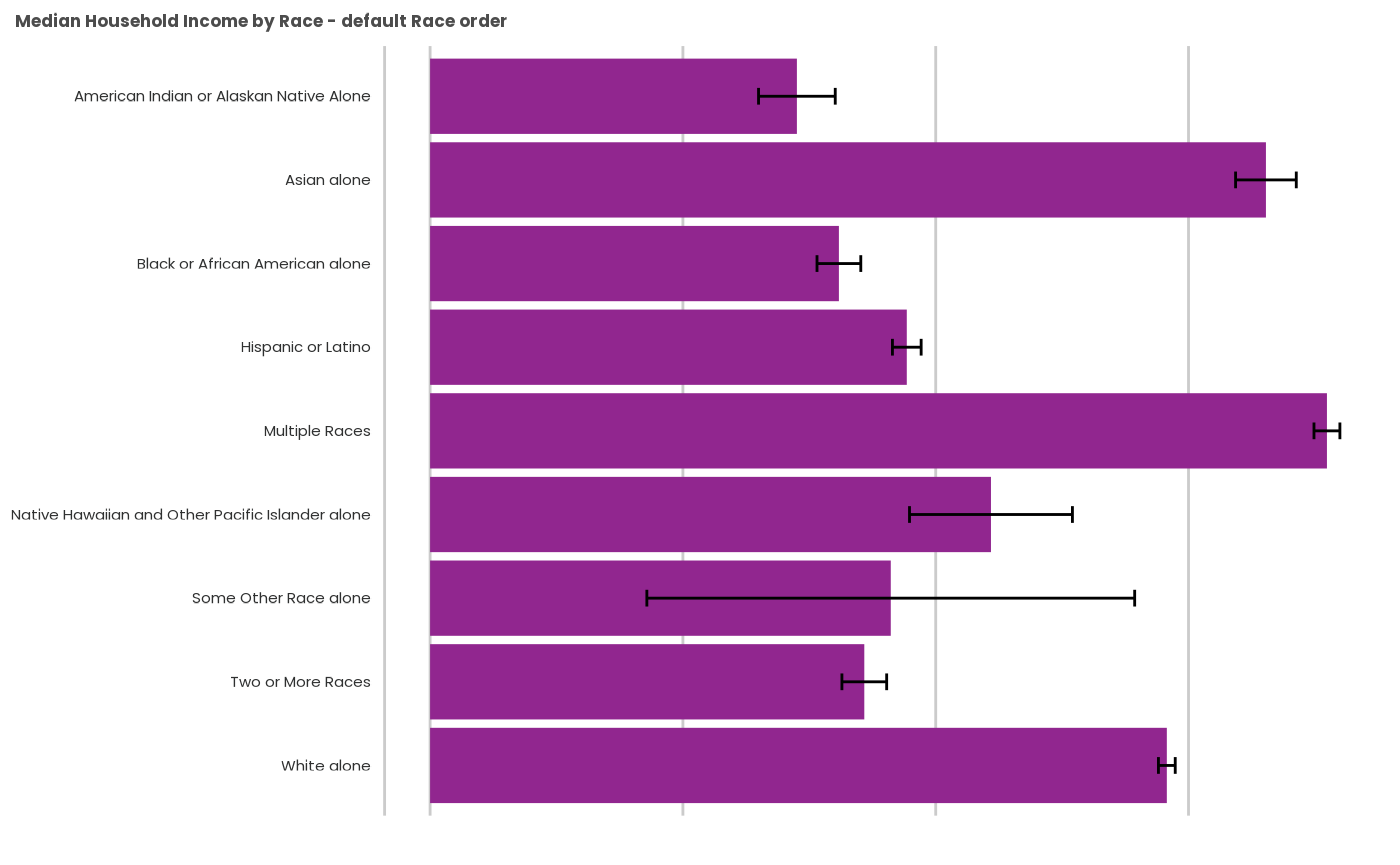 Median Household Income by Race - default Race order
American Indian or Alaskan Native Alone
Asian alone
Black or African American alone
Hispanic or Latino
Multiple Races
Native Hawaiian and Other Pacific Islander alone
Some Other Race alone
Two or More Races
White alone